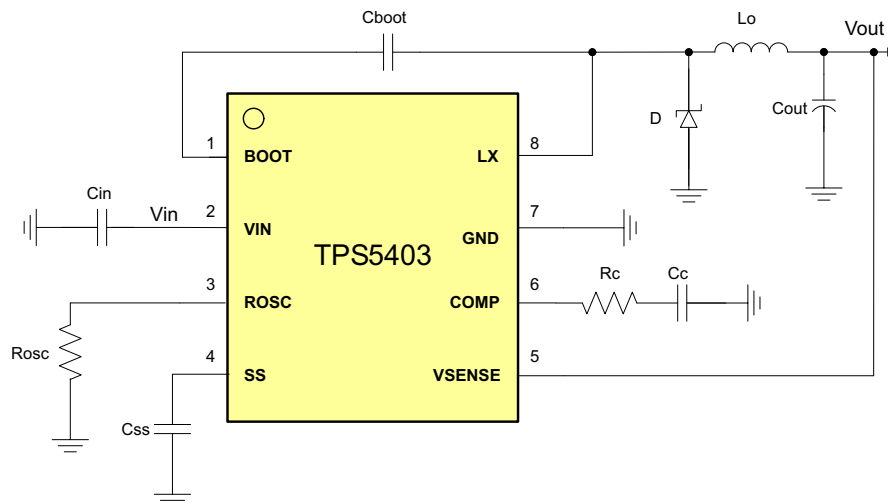 Cboot
Lo
Vout
D
Cout
1
BOOT
LX
8
Cin
Vin
2
VIN
GND
7
TPS5403
3
ROSC
COMP
6
Rc
Cc
Rosc
4
SS
VSENSE
5
Css